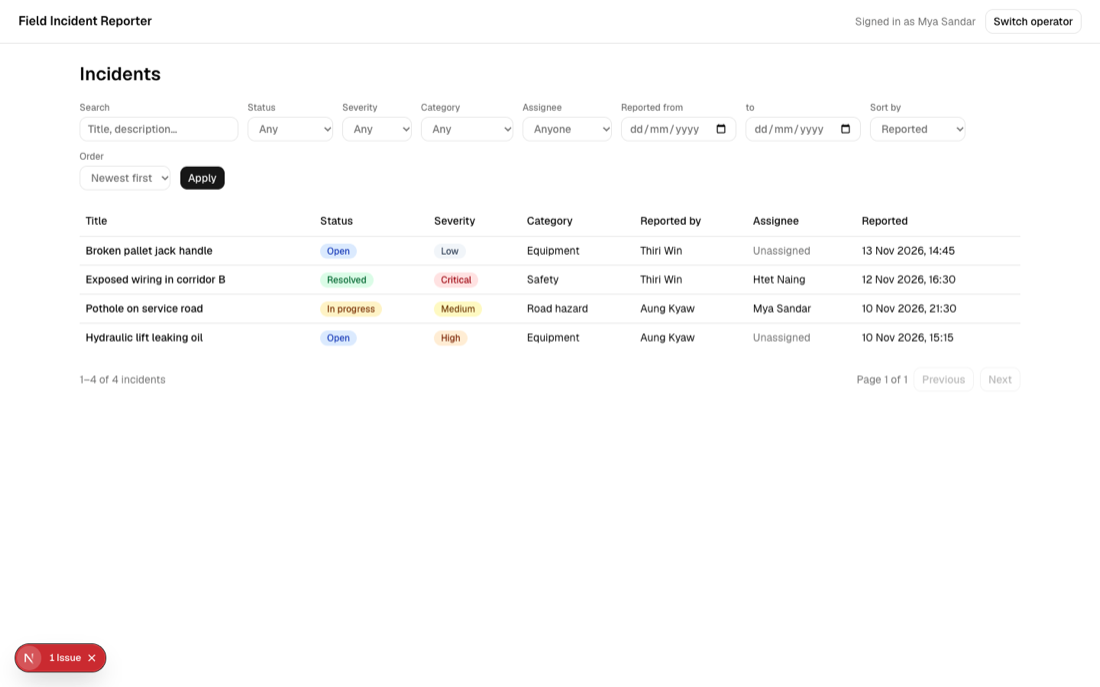 Field Incident Reporter Signed in as Mya Sandar Switch operator
Incidents
Search Status Severity Category Assignee Reported from to Sort by
Title, description... Any Any Any Anyone dd/mm/yyyy dd/mm/yyyy Reported
Order
Newest first Apply
Title Status Severity Category Reported by Assignee Reported
Broken pallet jack handle Open Low Equipment Thiri Win Unassigned 13 Nov 2026, 14:45
Exposed wiring in corridor B Resolved Critical Safety Thiri Win Htet Naing 12 Nov 2026, 16:30
Pothole on service road In progress Medium Road hazard Aung Kyaw Mya Sandar 10 Nov 2026, 21:30
Hydraulic lift leaking oil Open High Equipment Aung Kyaw Unassigned 10 Nov 2026, 15:15
1–4 of 4 incidents Page 1 of 1 Previous Next
N 1 Issue